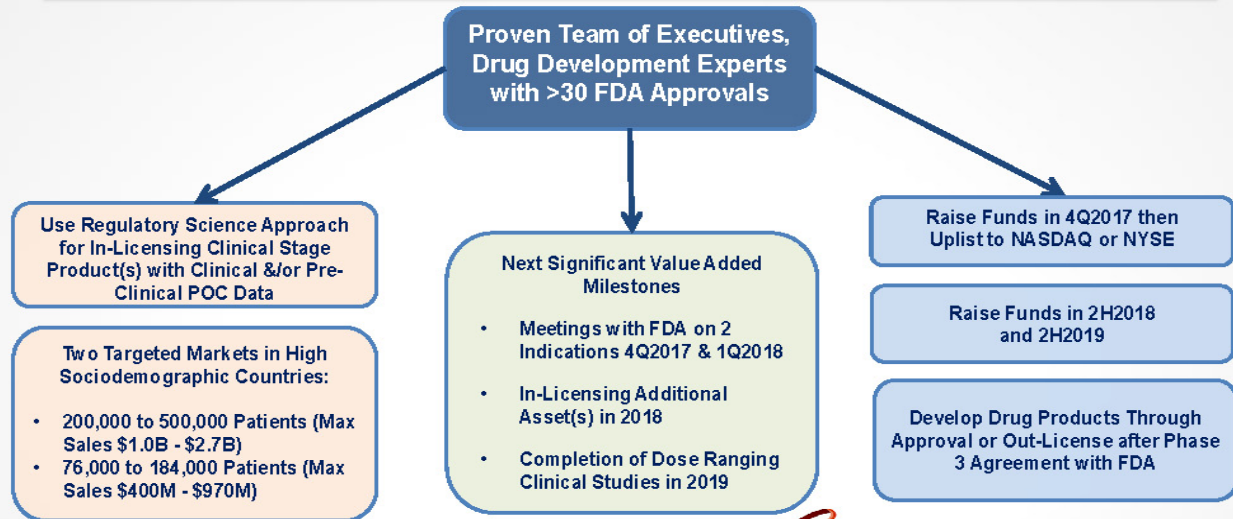 Proven Team of Executives,
Drug Development Experts
with >30 FDA Approvals
Use Regulatory Science Approach
for In-Licensing Clinical Stage
Product(s) with Clinical &/or Pre-
Clinical POC Data
Two Targeted Markets in High
Sociodemographic Countries:
• 200,000 to 500,000 Patients (Max
Sales $1.0B - $2.7B)
• 76,000 to 184,000 Patients (Max
Sales $400M - $970M)
Next Significant Value Added
Milestones
• Meetings with FDA on 2
Indications 4Q2017 & 1Q2018
• In-Licensing Additional
Asset(s) in 2018
• Completion of Dose Ranging
Clinical Studies in 2019
Raise Funds in 4Q2017 then
Uplist to NASDAQ or NYSE
Raise Funds in 2H2018
and 2H2019
Develop Drug Products Through
Approval or Out-License after Phase
3 Agreement with FDA